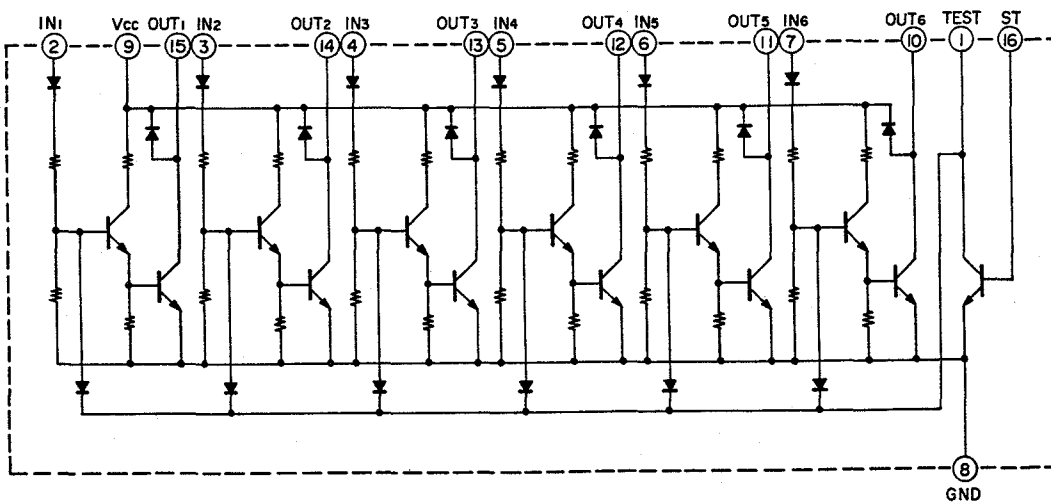 IN1 Vcc OUT1 IN2 OUT2 IN3 OUT3 IN4 OUT4 IN5 OUT5 IN6 OUT6 TEST ST
2 9 15 3 14 4 13 5 12 6 11 7 10 1 16
8
GND